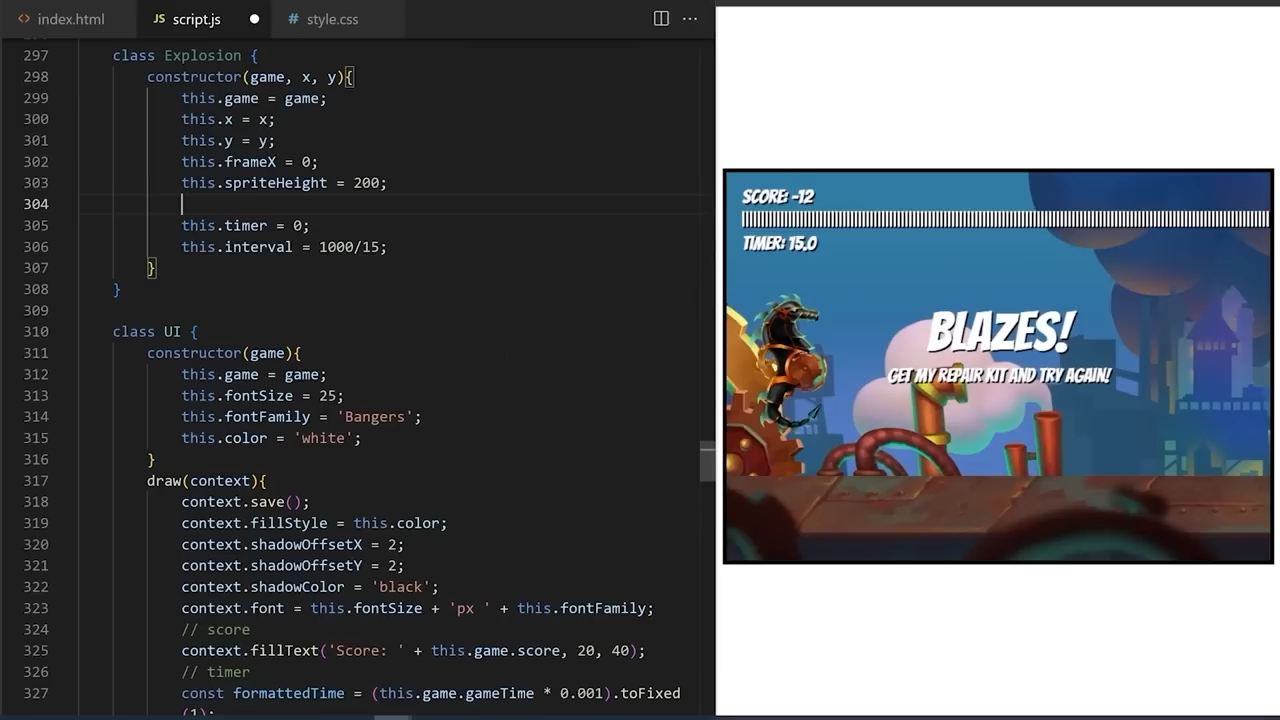 <> index.html
JS script.js
# style.css
297 class Explosion {
298 constructor(game, x, y){
299 this.game = game;
300 this.x = x;
301 this.y = y;
302 this.frameX = 0;
303 this.spriteHeight = 200;
304
305 this.timer = 0;
306 this.interval = 1000/15;
307 }
308 }
309
310 class UI {
311 constructor(game){
312 this.game = game;
313 this.fontSize = 25;
314 this.fontFamily = 'Bangers';
315 this.color = 'white';
316 }
317 draw(context){
318 context.save();
319 context.fillStyle = this.color;
320 context.shadowOffsetX = 2;
321 context.shadowOffsetY = 2;
322 context.shadowColor = 'black';
323 context.font = this.fontSize + 'px ' + this.fontFamily;
324 // score
325 context.fillText('Score: ' + this.game.score, 20, 40);
326 // timer
327 const formattedTime = (this.game.gameTime * 0.001).toFixed
(1);
SCORE: -12
TIMER: 15.0
BLAZES!
GET MY REPAIR KIT AND TRY AGAIN!